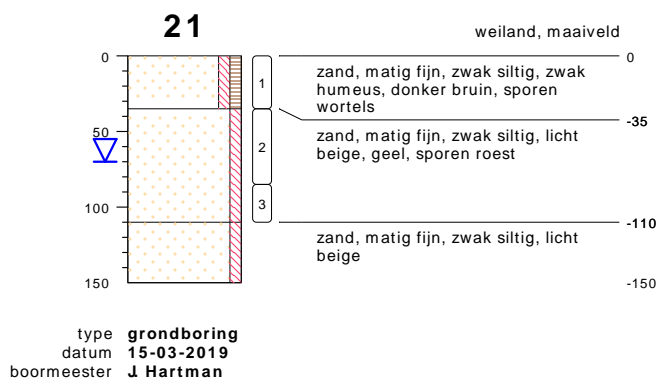 21
weiland, maaiveld
0
0
zand, matig fijn, zwak siltig, zwak
humeus, donker bruin, sporen
wortels
1
-35
50
zand, matig fijn, zwak siltig, licht
beige, geel, sporen roest
2
100
3
-110
zand, matig fijn, zwak siltig, licht
beige
150
-150
type grondboring
datum 15-03-2019
boormeester J. Hartman